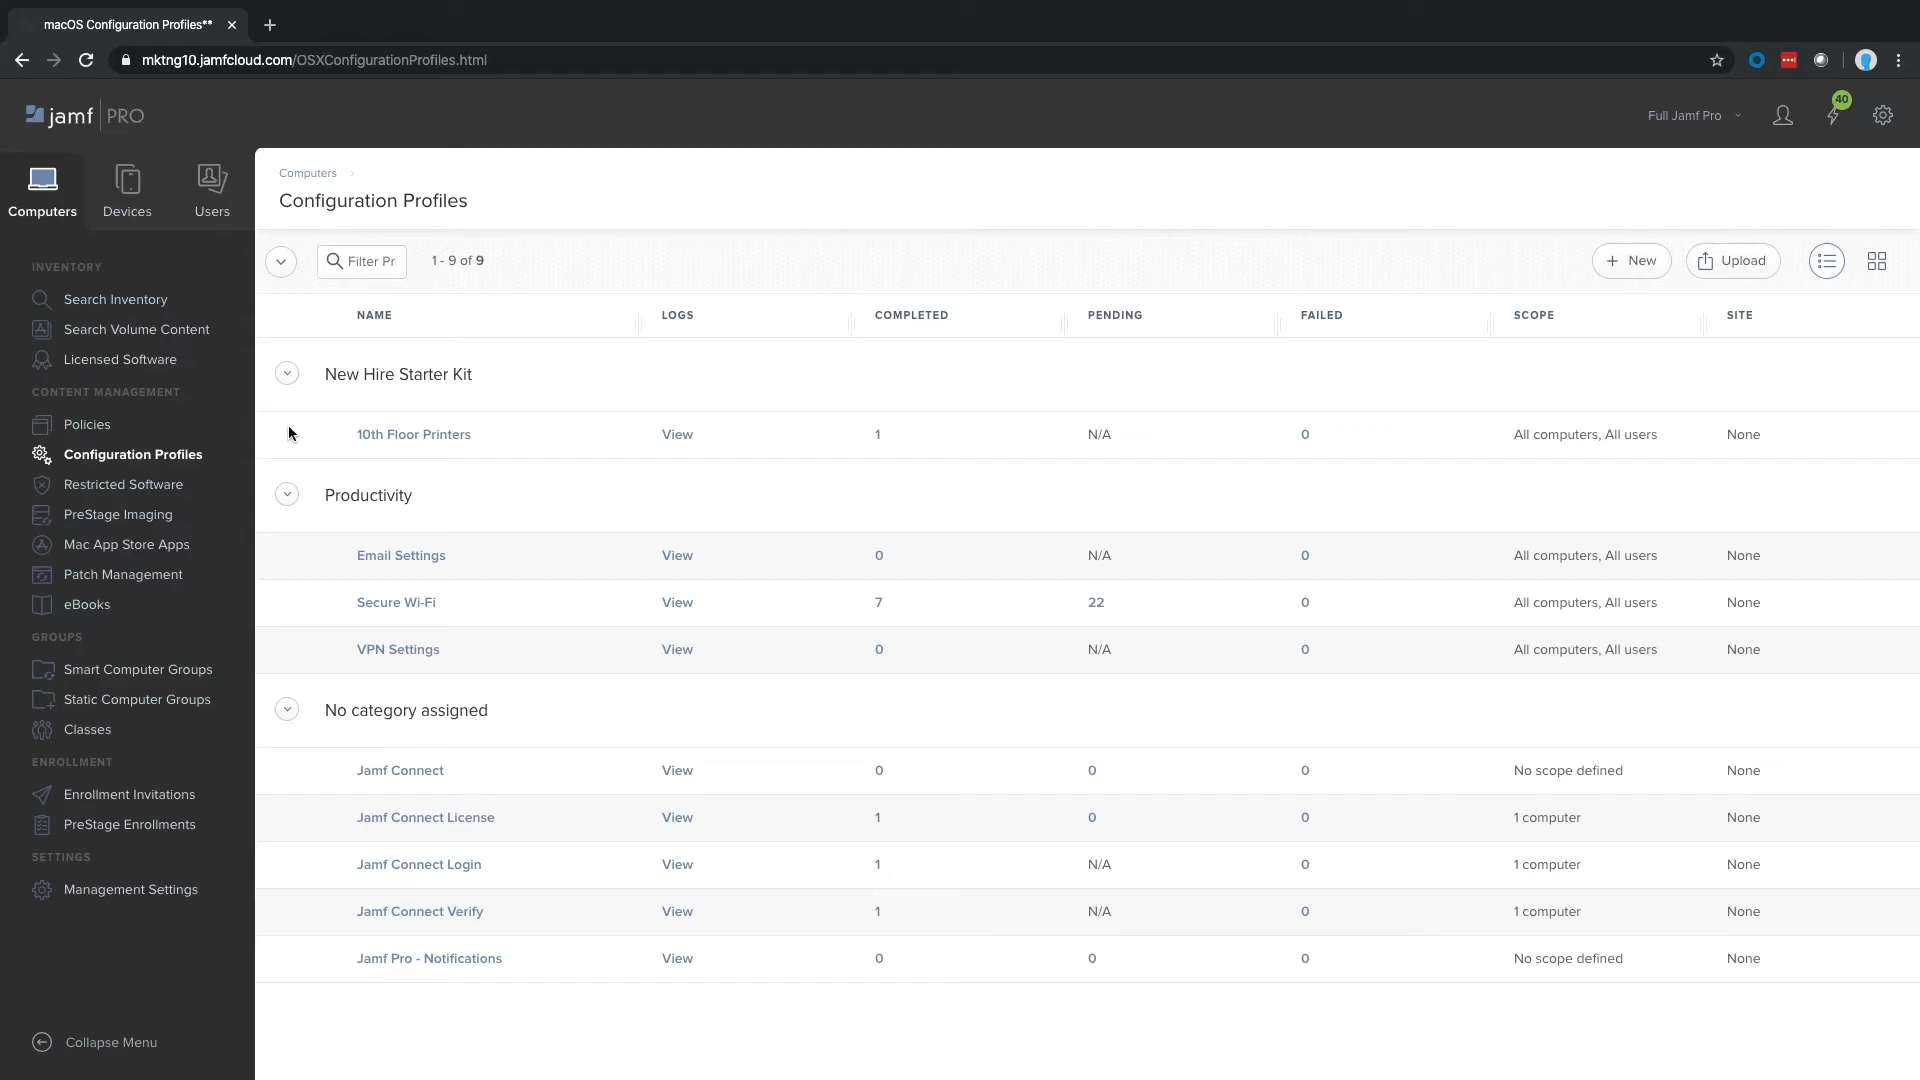 macOS Configuration Profiles**
mktng10.jamfcloud.com/OSXConfigurationProfiles.html
jamf PRO
Full Jamf Pro
40
Computers Devices Users
INVENTORY
Search Inventory
Search Volume Content
Licensed Software
CONTENT MANAGEMENT
Policies
Configuration Profiles
Restricted Software
PreStage Imaging
Mac App Store Apps
Patch Management
eBooks
GROUPS
Smart Computer Groups
Static Computer Groups
Classes
ENROLLMENT
Enrollment Invitations
PreStage Enrollments
SETTINGS
Management Settings
Collapse Menu
Computers
Configuration Profiles
Filter Pr 1 - 9 of 9 New Upload
NAME LOGS COMPLETED PENDING FAILED SCOPE SITE
New Hire Starter Kit
10th Floor Printers View 1 N/A 0 All computers, All users None
Productivity
Email Settings View 0 N/A 0 All computers, All users None
Secure Wi-Fi View 7 22 0 All computers, All users None
VPN Settings View 0 N/A 0 All computers, All users None
No category assigned
Jamf Connect View 0 0 0 No scope defined None
Jamf Connect License View 1 0 0 1 computer None
Jamf Connect Login View 1 N/A 0 1 computer None
Jamf Connect Verify View 1 N/A 0 1 computer None
Jamf Pro - Notifications View 0 0 0 No scope defined None